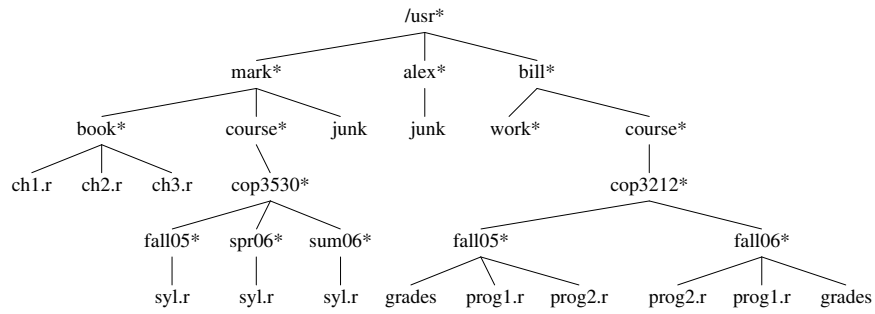 /usr*
mark* alex* bill*
book* course* junk junk work* course*
ch1.r ch2.r ch3.r cop3530* cop3212*
fall05* spr06* sum06* fall05* fall06*
syl.r syl.r syl.r grades prog1.r prog2.r prog2.r prog1.r grades